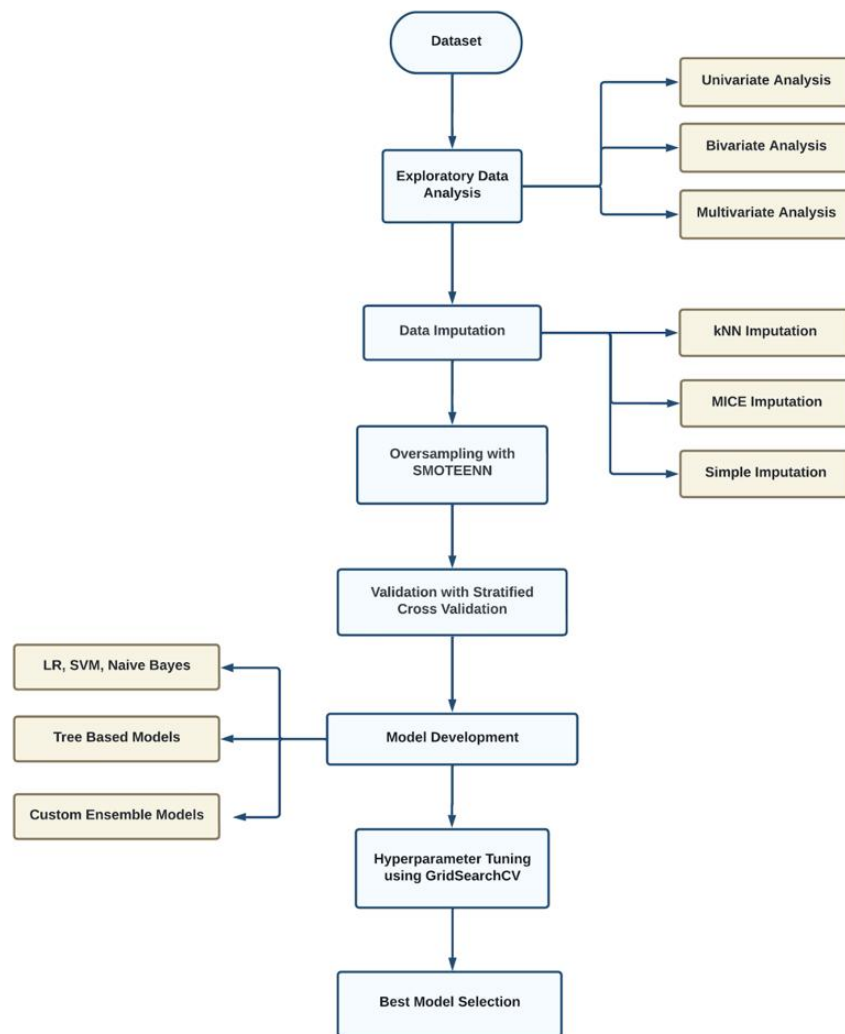 Dataset
Univariate Analysis
Bivariate Analysis
Exploratory Data
Analysis
Multivariate Analysis
Data Imputation
kNN Imputation
MICE Imputation
Oversampling with
SMOTEENN
Simple Imputation
Validation with Stratified
Cross Validation
LR, SVM, Naive Bayes
Tree Based Models
Model Development
Custom Ensemble Models
Hyperparameter Tuning
using GridSearchCV
Best Model Selection